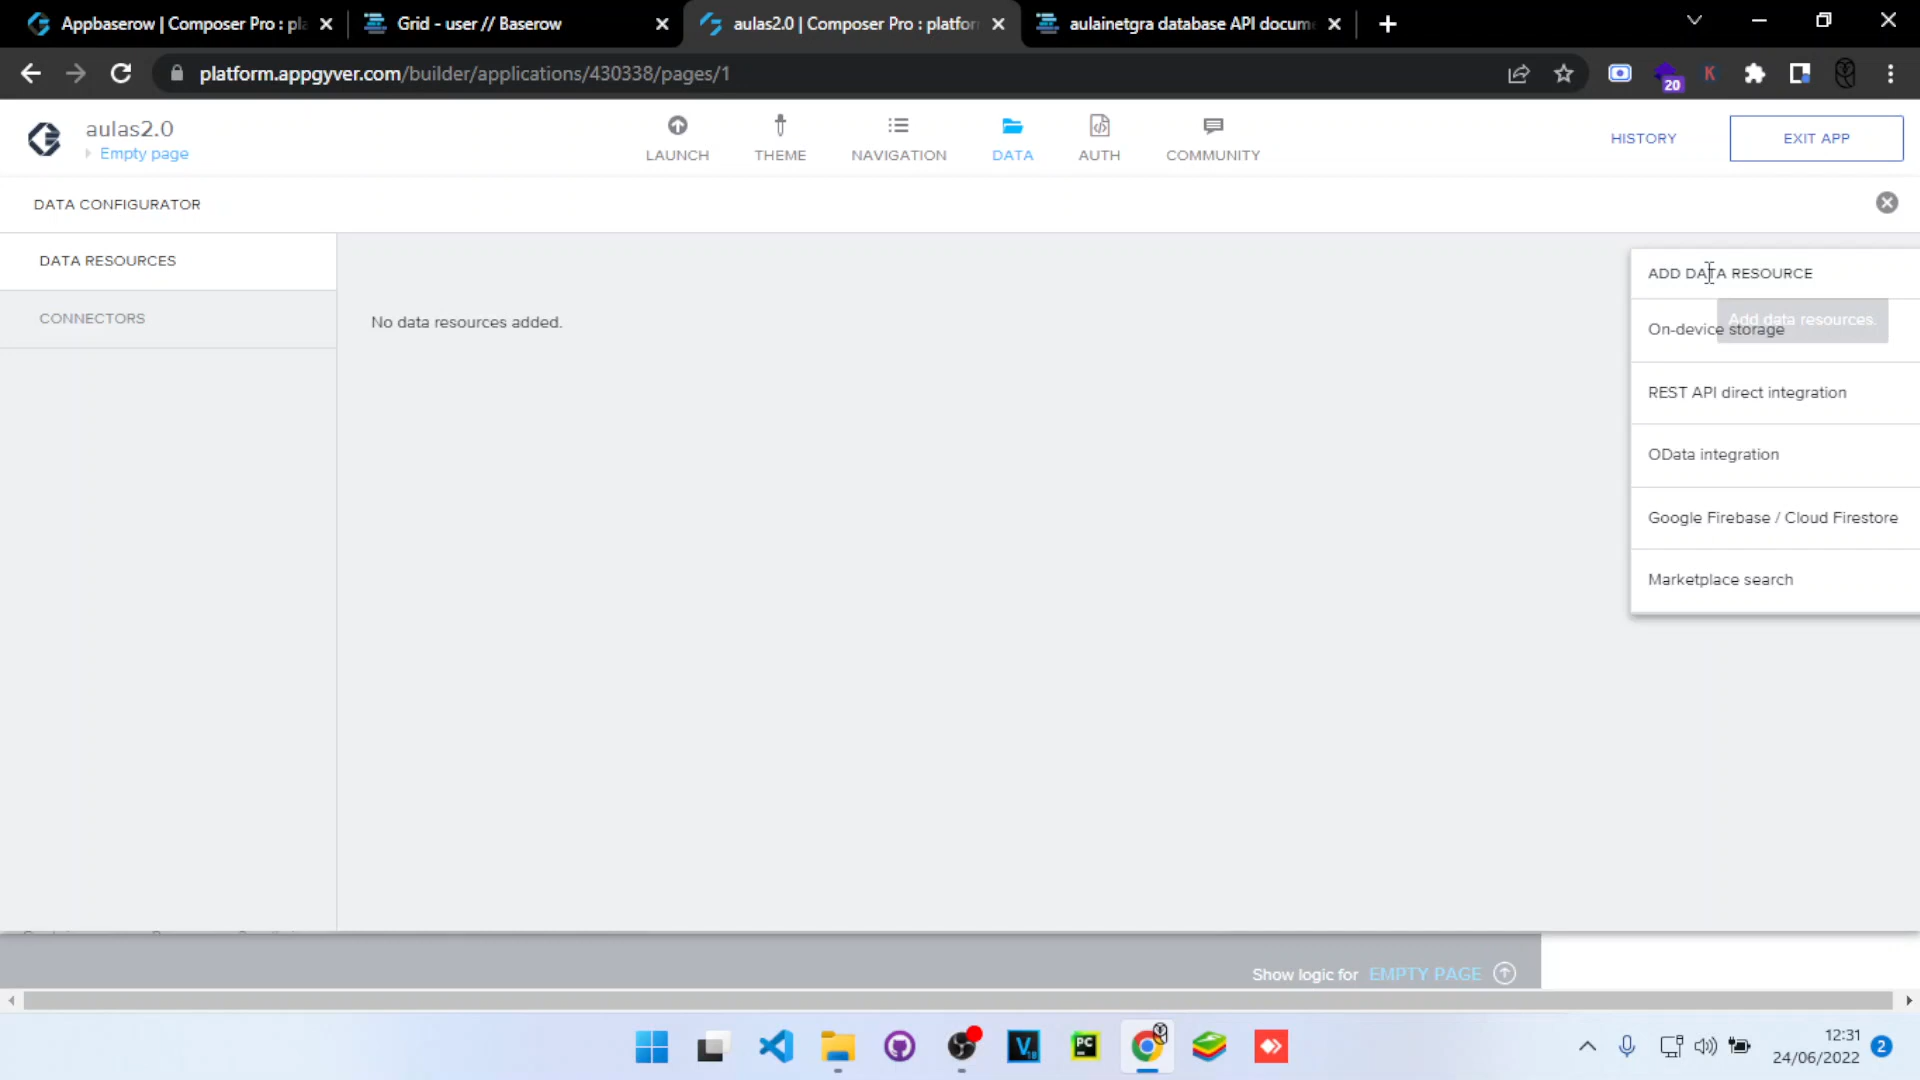 Appbaserow | Composer Pro : pla
Grid - user // Baserow
aulas2.0 | Composer Pro : platfor
aulainetgra database API docum
platform.appgyver.com/builder/applications/430338/pages/1
20
K
aulas2.0
Empty page
LAUNCH
THEME
NAVIGATION
DATA
AUTH
COMMUNITY
HISTORY
EXIT APP
DATA CONFIGURATOR
DATA RESOURCES
CONNECTORS
No data resources added.
ADD DATA RESOURCE
Add data resources.
On-device storage
REST API direct integration
OData integration
Google Firebase / Cloud Firestore
Marketplace search
Show logic for EMPTY PAGE
V
PC
12:31
24/06/2022
2